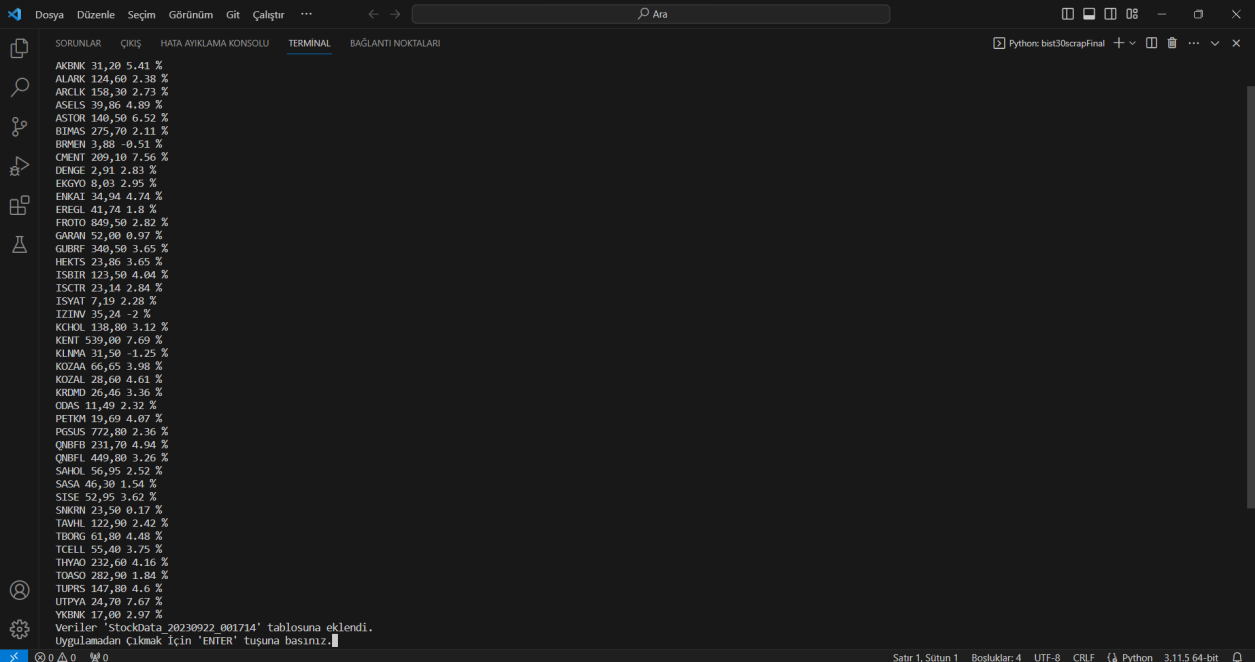 Dosya Düzenle Seçim Görünüm Git Çalıştır ··· Ara
SORUNLAR ÇIKIŞ HATA AYIKLAMA KONSOLU TERMİNAL BAĞLANTI NOKTALARI Python: bist30scrapFinal
AKBNK 31,20 5.41 %
ALARK 124,60 2.38 %
ARCLK 158,30 2.73 %
ASELS 39,86 4.89 %
ASTOR 140,50 6.52 %
BIMAS 275,70 2.11 %
BRMEN 3,88 -0.51 %
CMENT 209,10 7.56 %
DENGE 2,91 2.83 %
EKGYO 8,03 2.95 %
ENKAI 34,94 4.74 %
EREGL 41,74 1.8 %
FROTO 849,50 2.82 %
GARAN 52,00 0.97 %
GUBRF 340,50 3.65 %
HEKTS 23,86 3.65 %
ISBIR 123,50 4.04 %
ISCTR 23,14 2.84 %
ISYAT 7,19 2.28 %
IZINV 35,24 -2 %
KCHOL 138,80 3.12 %
KENT 539,00 7.69 %
KLNMA 31,50 -1.25 %
KOZAA 66,65 3.98 %
KOZAL 28,60 4.61 %
KRDMD 26,46 3.36 %
ODAS 11,49 2.32 %
PETKM 19,69 4.07 %
PGSUS 772,80 2.36 %
QNBFB 231,70 4.94 %
QNBFL 449,80 3.26 %
SAHOL 56,95 2.52 %
SASA 46,30 1.54 %
SISE 52,95 3.62 %
SNKRN 23,50 0.17 %
TAVHL 122,90 2.42 %
TBORG 61,80 4.48 %
TCELL 55,40 3.75 %
THYAO 232,60 4.16 %
TOASO 282,90 1.84 %
TUPRS 147,80 4.6 %
UTPYA 24,70 7.67 %
YKBNK 17,00 2.97 %
Veriler 'StockData_20230922_001714' tablosuna eklendi.
Uygulamadan Çıkmak İçin 'ENTER' tuşuna basınız.
0 0 0 Satır 1, Sütun 1 Boşluklar: 4 UTF-8 CRLF Python 3.11.5 64-bit